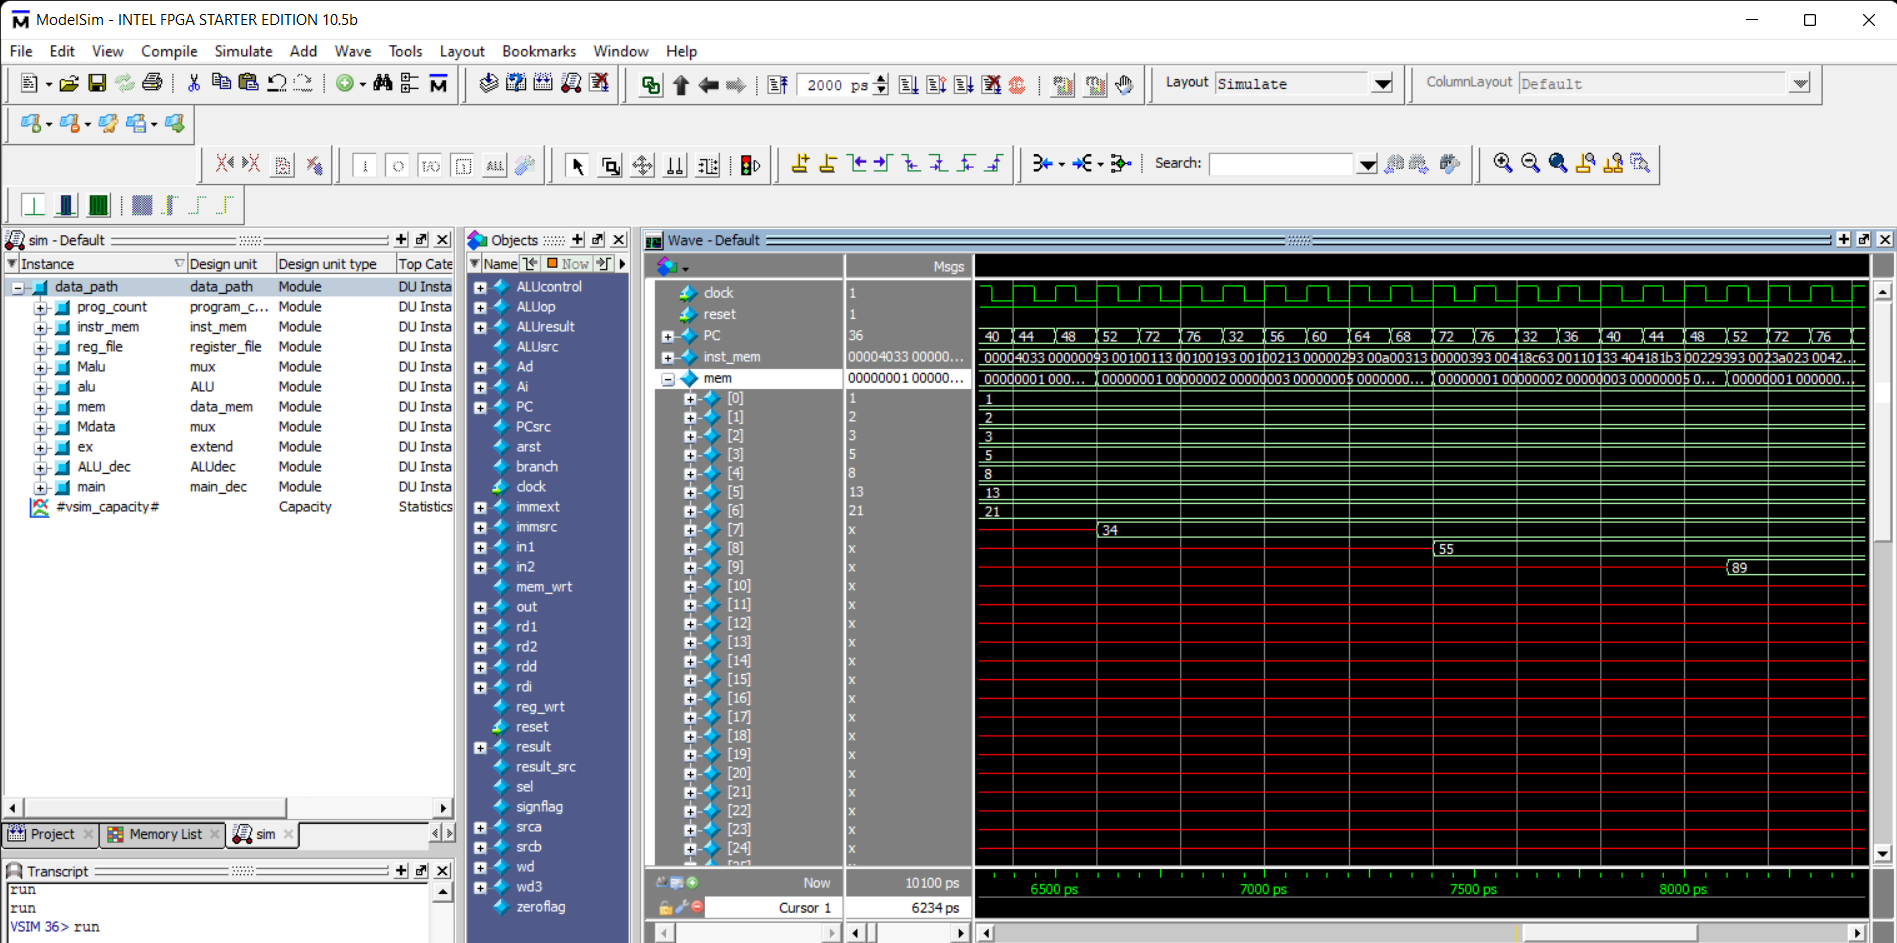 ModelSim - INTEL FPGA STARTER EDITION 10.5b
File Edit View Compile Simulate Add Wave Tools Layout Bookmarks Window Help
2000 ps
Layout Simulate
ColumnLayout Default
Search:
sim - Default
Instance Design unit Design unit type Top Cate
data_path data_path Module DU Insta
prog_count program_c... Module DU Insta
instr_mem inst_mem Module DU Insta
reg_file register_file Module DU Insta
Malu mux Module DU Insta
alu ALU Module DU Insta
mem data_mem Module DU Insta
Mdata mux Module DU Insta
ex extend Module DU Insta
ALU_dec ALUdec Module DU Insta
main main_dec Module DU Insta
#vsim_capacity# Capacity Statistics
Project Memory List sim
Transcript
run
run
VSIM 36> run
Objects
Name Now
ALUcontrol
ALUop
ALUresult
ALUsrc
Ad
Ai
PC
PCsrc
arst
branch
clock
immext
immsrc
in1
in2
mem_wrt
out
rd1
rd2
rdd
rdi
reg_wrt
reset
result
result_src
sel
signflag
srca
srcb
wd
wd3
zeroflag
Wave - Default
Msgs
clock 1
reset 1
PC 36 40 44 48 52 72 76 32 56 60 64 68 72 76 32 36 40 44 48 52 72 76
inst_mem 00004033 00000... 00004033 00000093 00100113 00100193 00100213 00000293 00a00313 00000393 00418c63 00110133 404181b3 00229393 0023a023 0042...
mem 00000001 00000... 00000001 000... 00000001 00000002 00000003 00000005 0000000... 00000001 00000002 00000003 00000005 0... 00000001 000000...
[0] 1 1
[1] 2 2
[2] 3 3
[3] 5 5
[4] 8 8
[5] 13 13
[6] 21 21
[7] x 34
[8] x 55
[9] x 89
[10] x
[11] x
[12] x
[13] x
[14] x
[15] x
[16] x
[17] x
[18] x
[19] x
[20] x
[21] x
[22] x
[23] x
[24] x
Now 10100 ps
6500 ps 7000 ps 7500 ps 8000 ps
Cursor 1 6234 ps